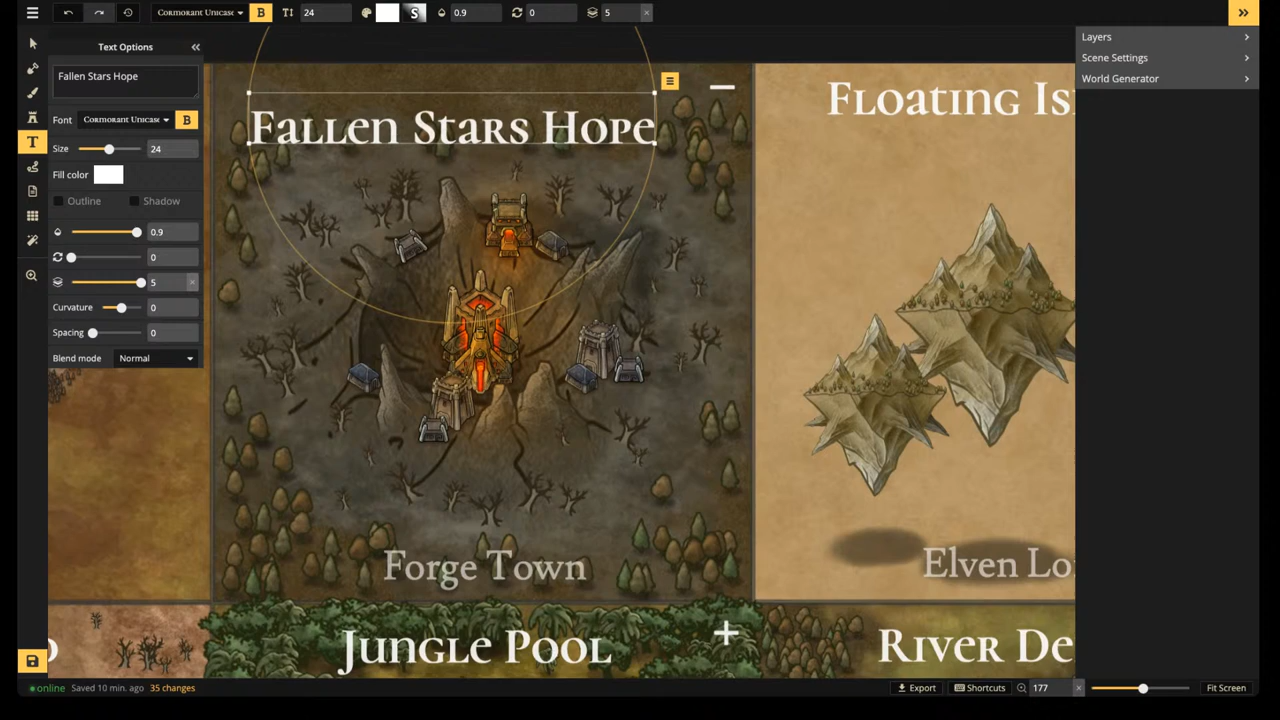 Cormorant Unicase B 24 0.9 0 5 ×
Text Options
Fallen Stars Hope
Font Cormorant Unicase B
Size 24
Fill color
Outline Shadow
0.9
0
5 ×
Curvature 0
Spacing 0
Blend mode Normal
Layers
Scene Settings
World Generator
Fallen Stars Hope
Floating Is
Forge Town
Elven Lo
Jungle Pool
River De
online Saved 10 min. ago 35 changes
Export Shortcuts 177 × Fit Screen